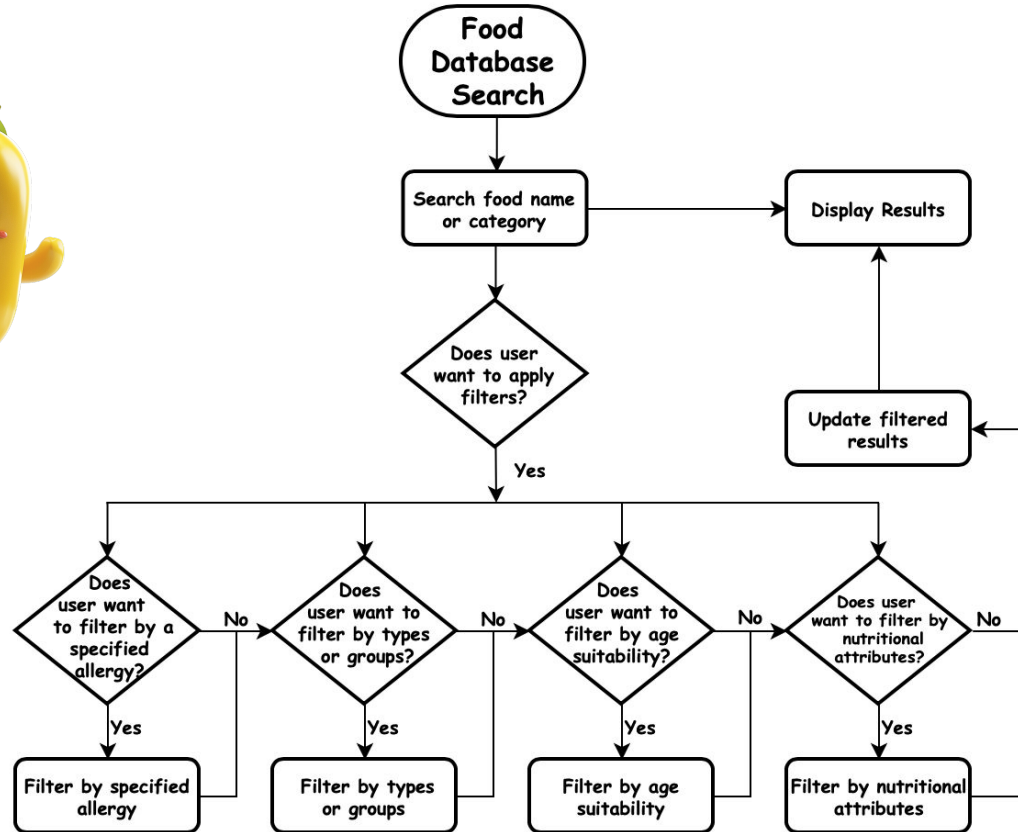 Food
Database
Search
Search food name
or category
Display Results
Does user
want to apply
filters?
Update filtered
results
Yes
Does
user want
to filter by a
specified
allergy?
No
Does
user want to
filter by types
or groups?
No
Does
user want to
filter by age
suitability?
No
Does user
want to filter by
nutritional
attributes?
No
Yes
Yes
Yes
Yes
Filter by specified
allergy
Filter by types
or groups
Filter by age
suitability
Filter by nutritional
attributes